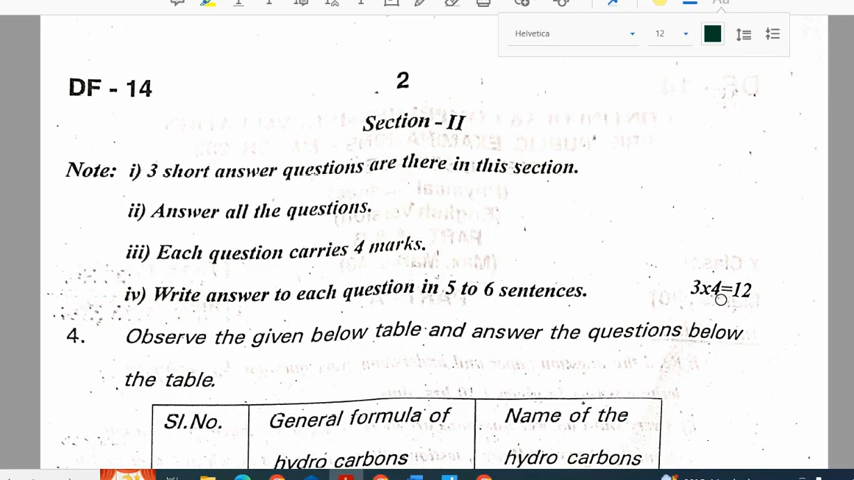 Helvetica
12
DF - 14
2
Section - II
Note: i) 3 short answer questions are there in this section.
ii) Answer all the questions.
iii) Each question carries 4 marks.
iv) Write answer to each question in 5 to 6 sentences.
3x4=12
4. Observe the given below table and answer the questions below
the table.
Sl.No. General formula of Name of the
hydro carbons hydro carbons